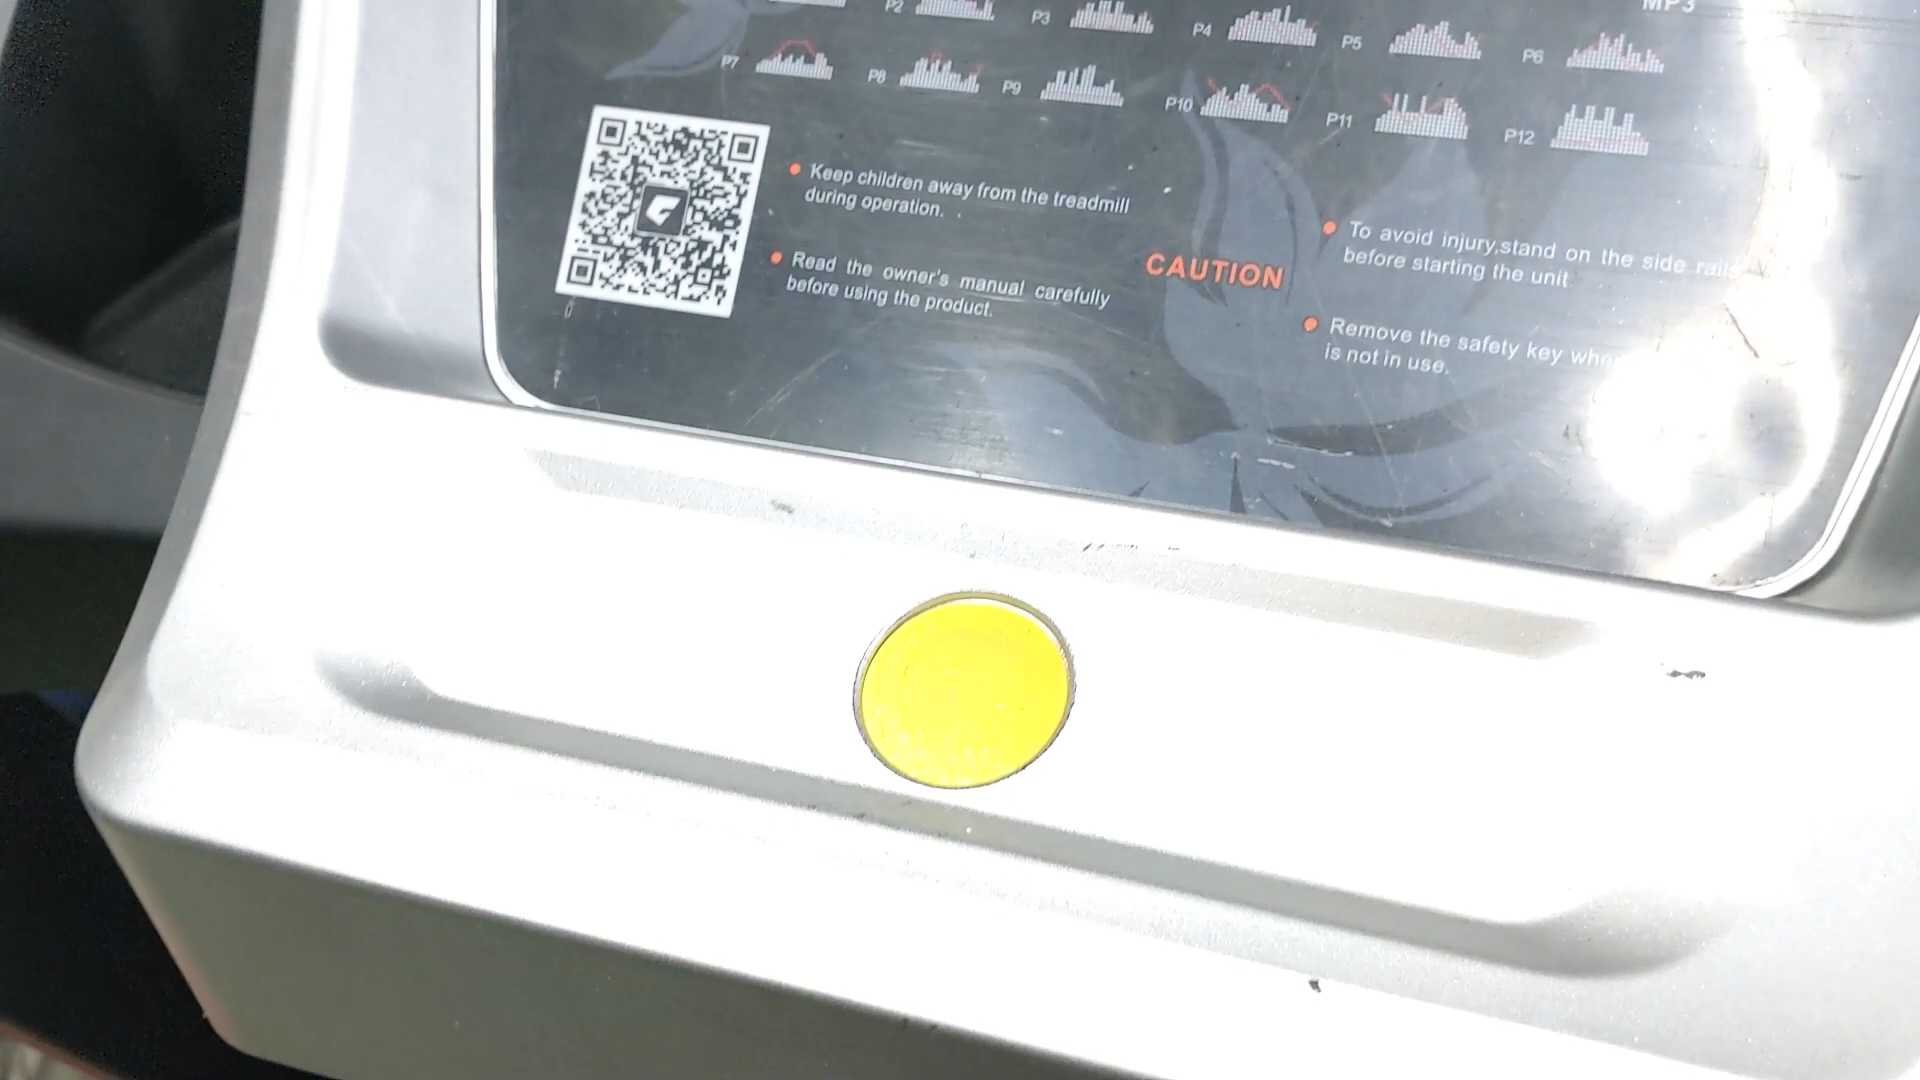 MP3
P2 P3 P4 P5 P6
P7 P8 P9 P10 P11 P12
Keep children away from the treadmill
during operation.
Read the owner's manual carefully
before using the product.
CAUTION
To avoid injury,stand on the side rails
before starting the unit
Remove the safety key when
is not in use.